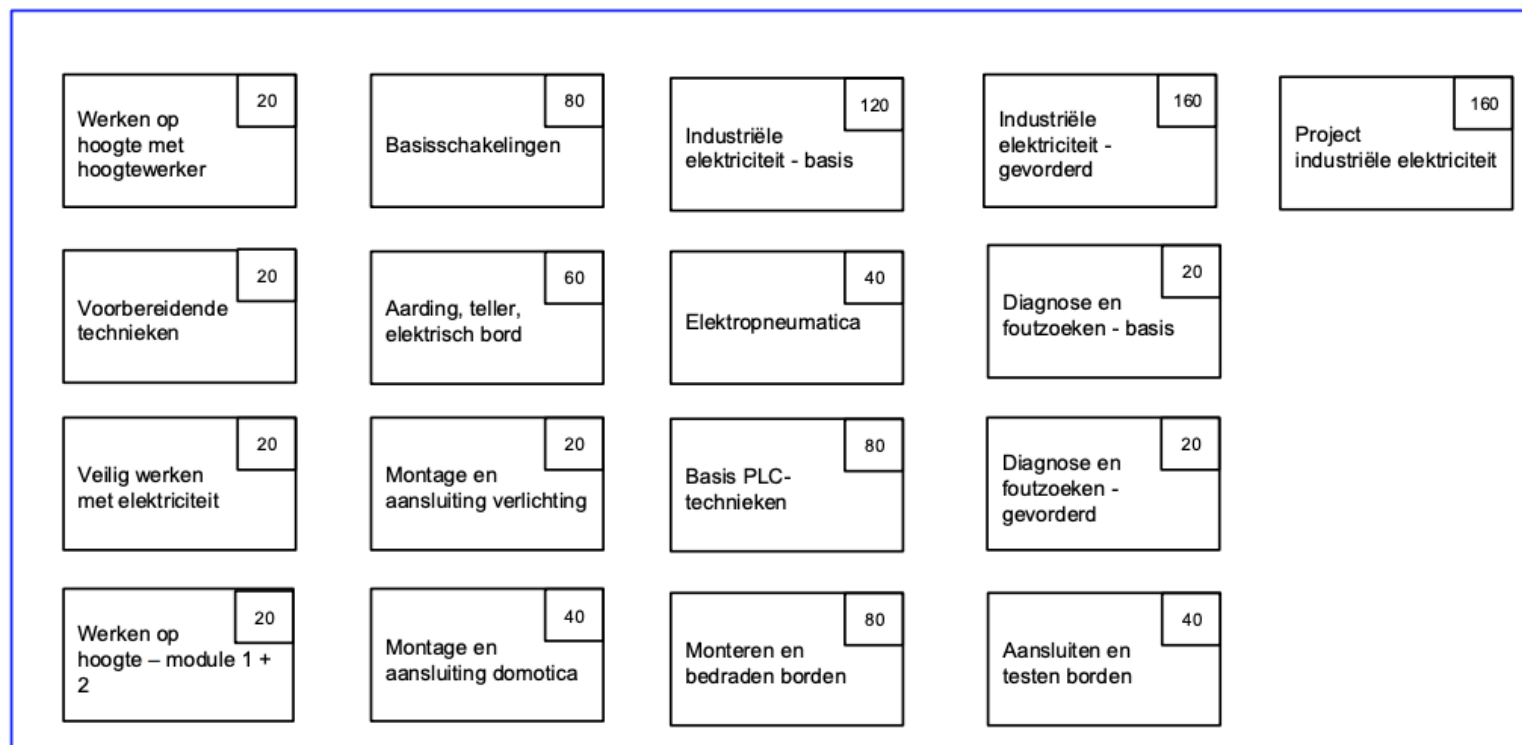 20
Werken op
hoogte met
hoogtewerker
80
Basisschakelingen
120
Industriële
elektriciteit - basis
160
Industriële
elektriciteit -
gevorderd
160
Project
industriële elektriciteit
20
Voorbereidende
technieken
60
Aarding, teller,
elektrisch bord
40
Elektropneumatica
20
Diagnose en
foutzoeken - basis
20
Veilig werken
met elektriciteit
20
Montage en
aansluiting verlichting
80
Basis PLC-
technieken
20
Diagnose en
foutzoeken -
gevorderd
20
Werken op
hoogte – module 1 +
2
40
Montage en
aansluiting domotica
80
Monteren en
bedraden borden
40
Aansluiten en
testen borden